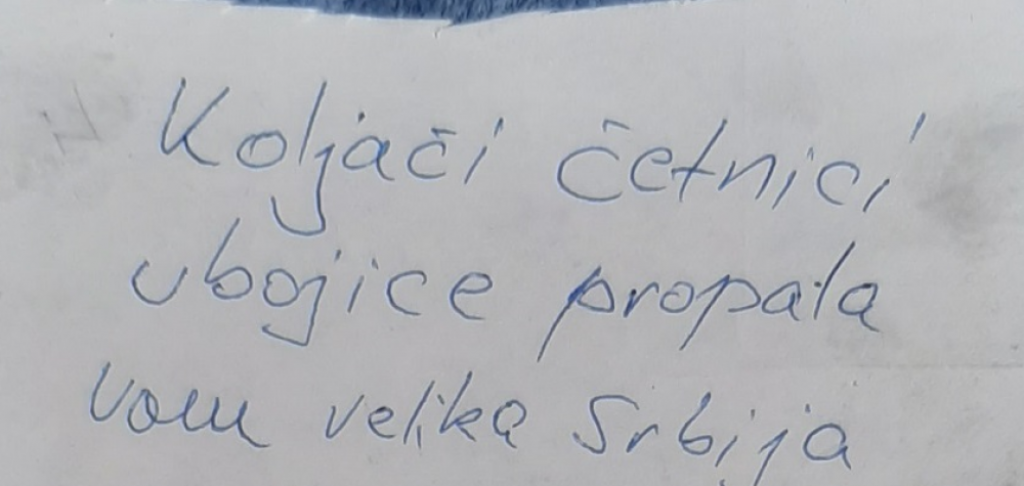 Koljači četnici
ubojice propala
vam velika Srbija